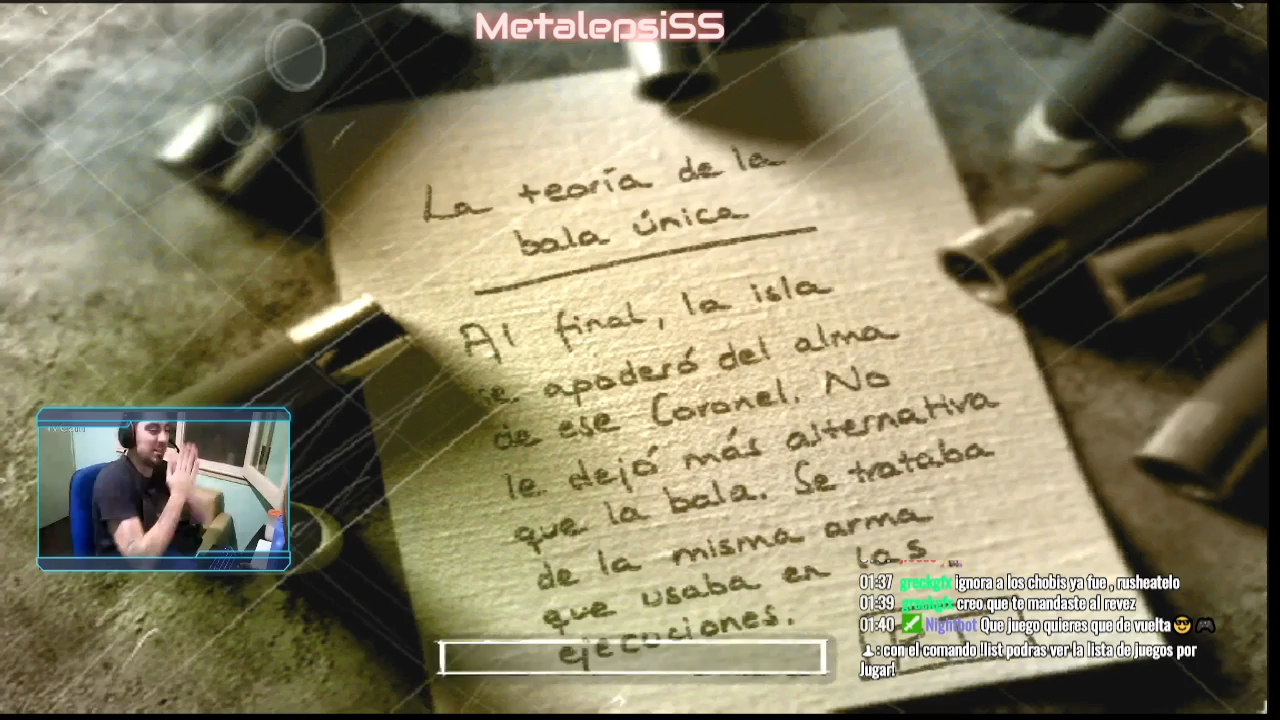 MetalepsiSS
La teoría de la
bala única
Al final, la isla
se apoderó del alma
de ese Coronel. No
le dejó más alternativa
que la bala. Se trataba
de la misma arma
que usaba en las
ejecuciones.
01:37 greckgfx ignora a los chobis ya fue , rusheatelo
01:39 greckgfx creo que te mandaste al revez
01:40 Nightbot Que juego quieres que de vuelta 😎 🎮
: con el comando !list podras ver la lista de juegos por
Jugar!